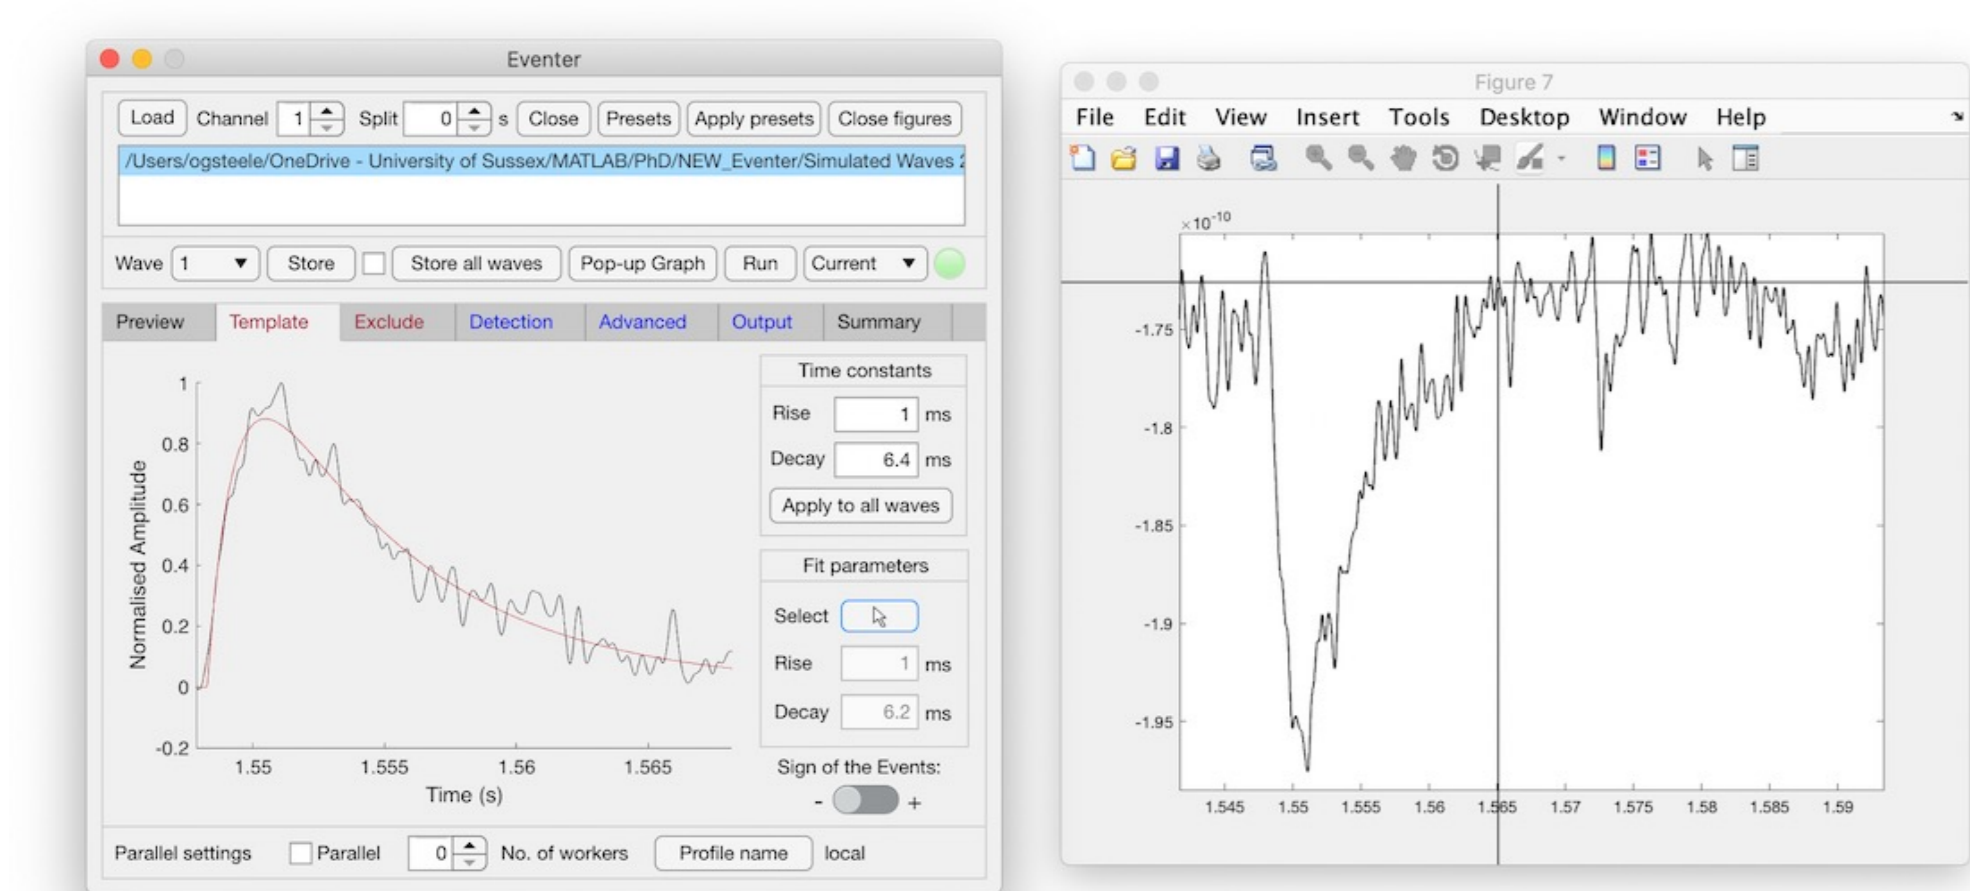 Eventer
Load Channel 1 Split 0 s Close Presets Apply presets Close figures
/Users/ogsteele/OneDrive - University of Sussex/MATLAB/PhD/NEW_Eventer/Simulated Waves
Wave 1 Store Store all waves Pop-up Graph Run Current
Preview Template Exclude Detection Advanced Output Summary
Normalised Amplitude
1
0.8
0.6
0.4
0.2
0
-0.2
1.55 1.555 1.56 1.565
Time (s)
Time constants
Rise 1 ms
Decay 6.4 ms
Apply to all waves
Fit parameters
Select
Rise 1 ms
Decay 6.2 ms
Sign of the Events:
- +
Parallel settings Parallel 0 No. of workers Profile name local
Figure 7
File Edit View Insert Tools Desktop Window Help
×10-10
-1.75
-1.8
-1.85
-1.9
-1.95
1.545 1.55 1.555 1.56 1.565 1.57 1.575 1.58 1.585 1.59